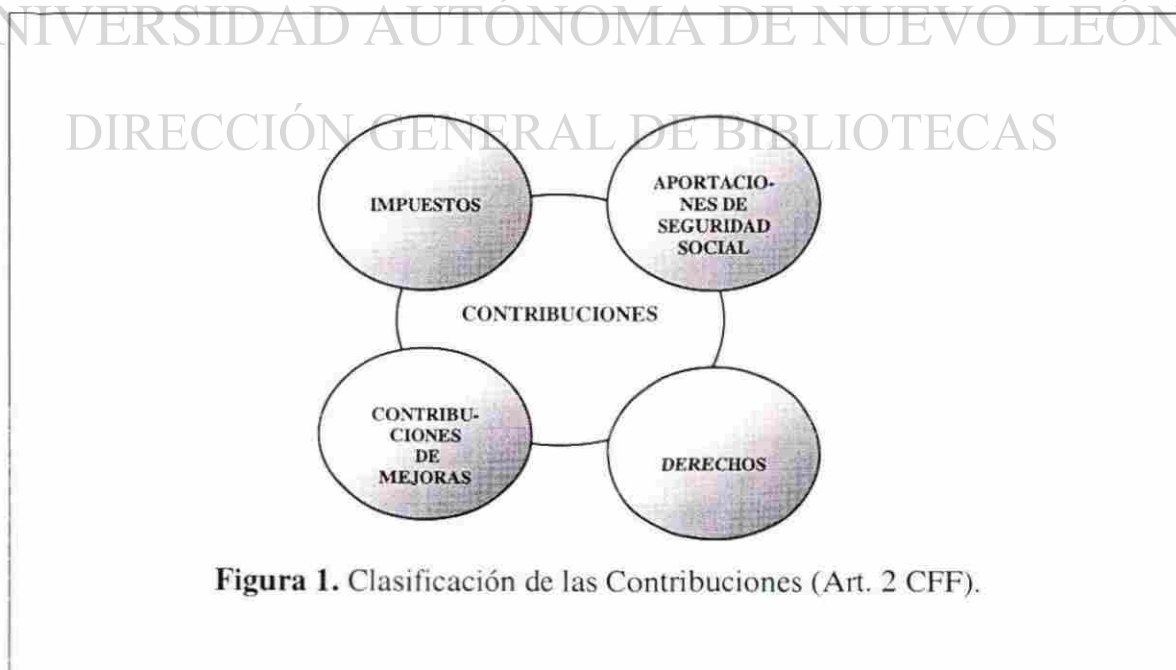 UNIVERSIDAD AUTÓNOMA DE NUEVO LEÓN
DIRECCIÓN GENERAL DE BIBLIOTECAS
IMPUESTOS
APORTACIO-
NES DE
SEGURIDAD
SOCIAL
CONTRIBUCIONES
CONTRIBU-
CIONES
DE
MEJORAS
DERECHOS
Figura 1. Clasificación de las Contribuciones (Art. 2 CFF).